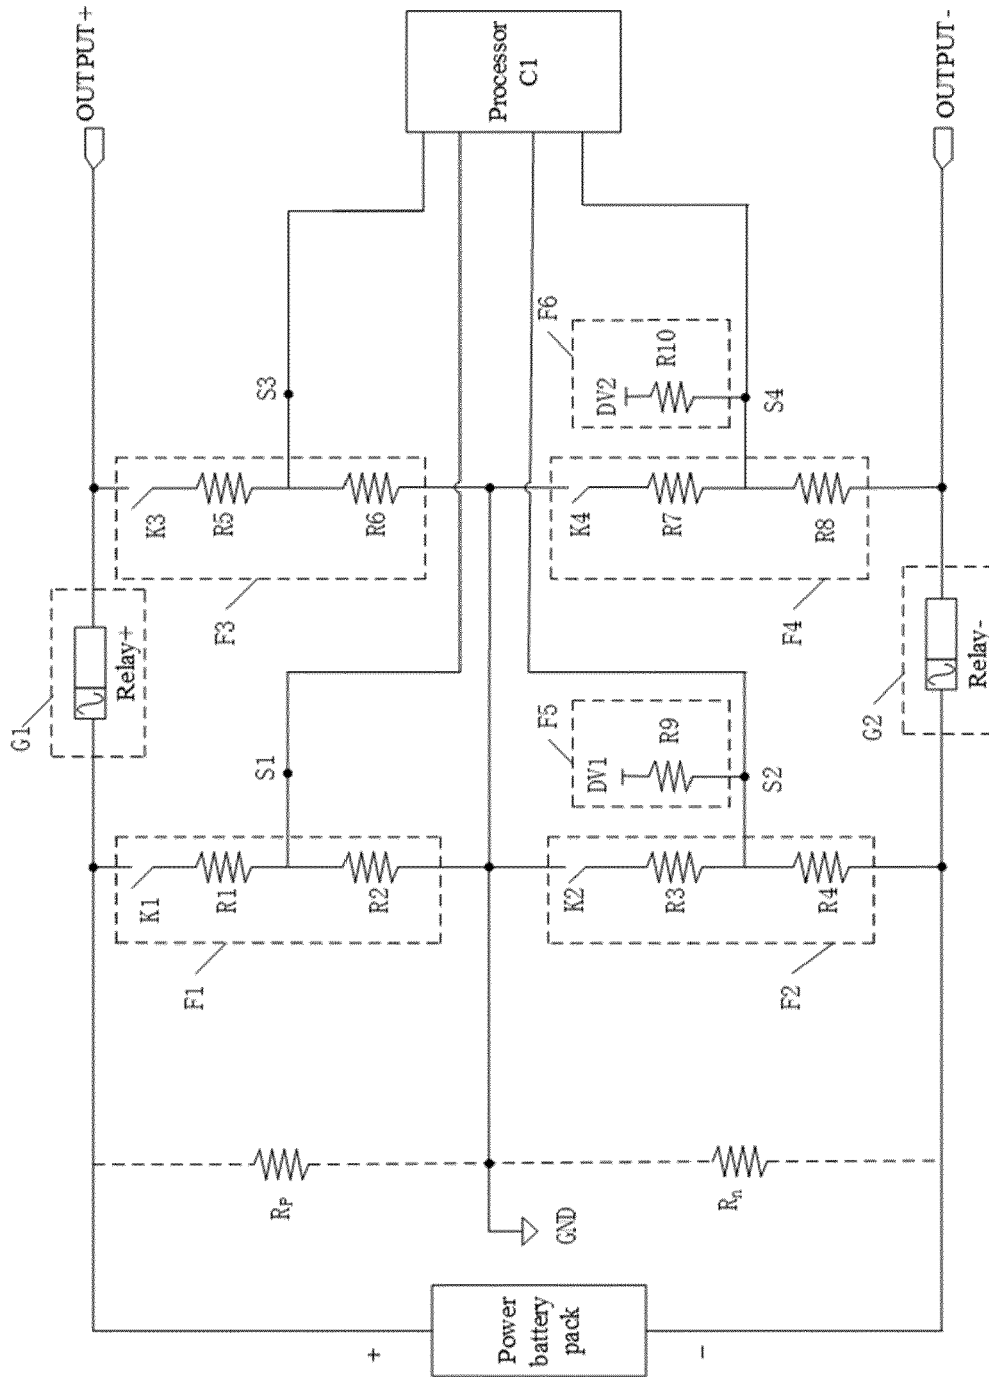 OUTPUT+
Processor
C1
OUTPUT-
S3
F6
DV2
R10
S4
K3
R5
R6
K4
R7
R8
F3
F4
G1
Relay+
G2
Relay-
S1
F5
DV1
R9
S2
K1
R1
R2
K2
R3
R4
F1
F2
RP
Rn
GND
+
Power
battery
pack
-